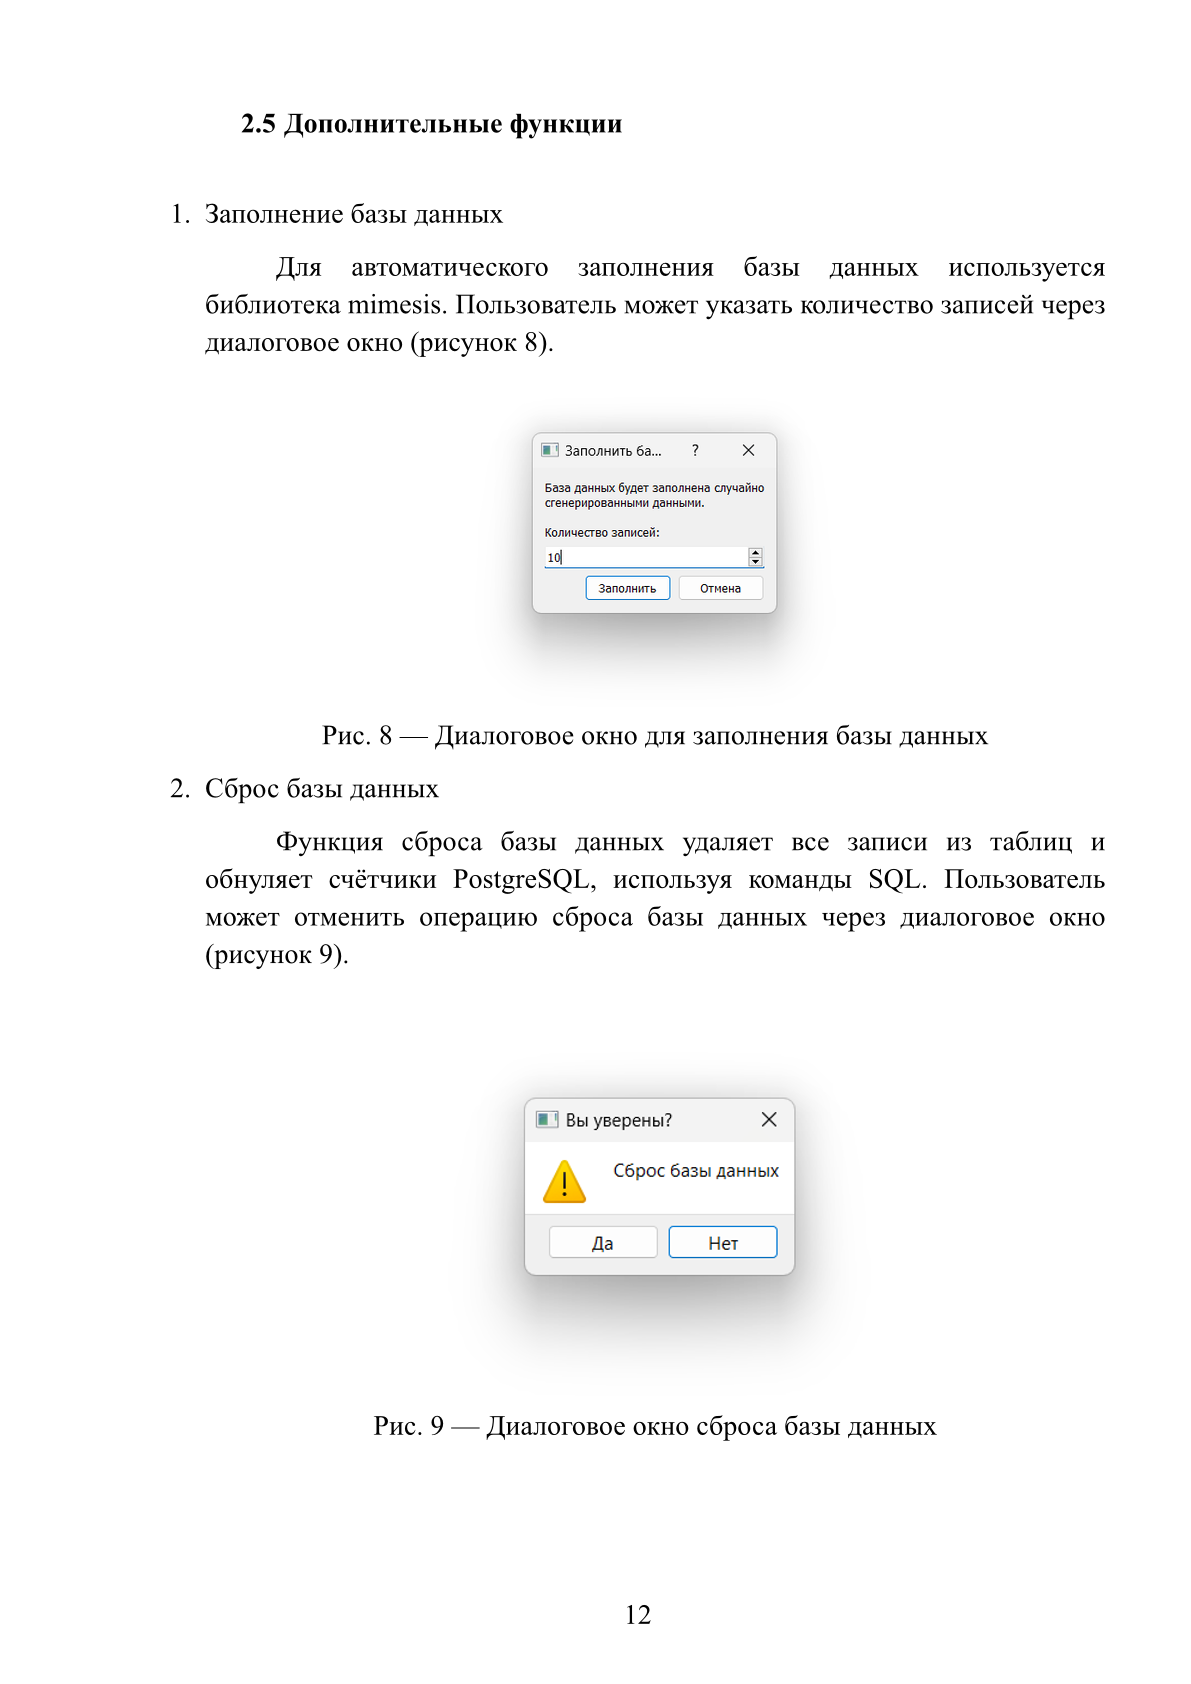 2.5 Дополнительные функции
1. Заполнение базы данных
Для автоматического заполнения базы данных используется
библиотека mimesis. Пользователь может указать количество записей через
диалоговое окно (рисунок 8).
Заполнить ба... ?
База данных будет заполнена случайно
сгенерированными данными.
Количество записей:
10
Заполнить Отмена
Рис. 8 — Диалоговое окно для заполнения базы данных
2. Сброс базы данных
Функция сброса базы данных удаляет все записи из таблиц и
обнуляет счётчики PostgreSQL, используя команды SQL. Пользователь
может отменить операцию сброса базы данных через диалоговое окно
(рисунок 9).
Вы уверены?
Сброс базы данных
Да Нет
Рис. 9 — Диалоговое окно сброса базы данных
12